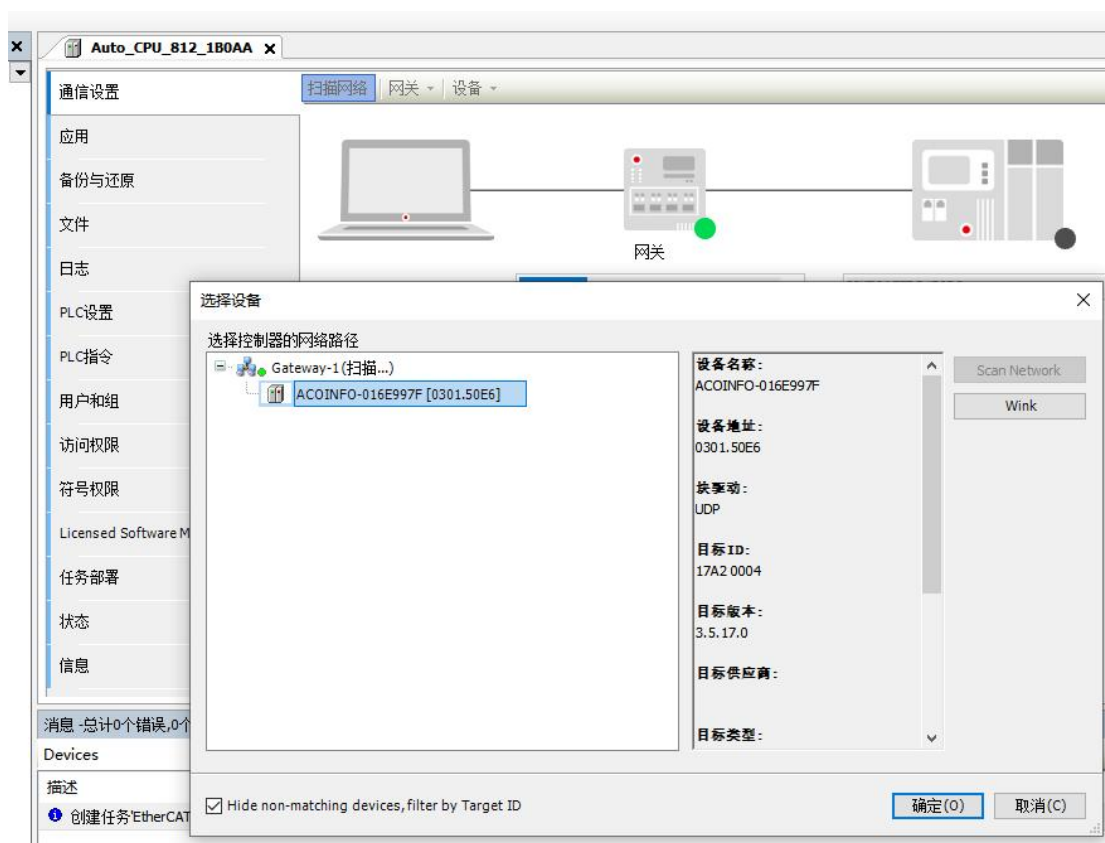 Auto_CPU_812_1B0AA
通信设置
扫描网络 网关 设备
应用
备份与还原
文件
网关
日志
PLC设置
PLC指令
用户和组
访问权限
符号权限
Licensed Software M
任务部署
状态
信息
选择设备
选择控制器的网络路径
Gateway-1(扫描...)
ACOINFO-016E997F [0301.50E6]
设备名称:
ACOINFO-016E997F
设备地址:
0301.50E6
块驱动:
UDP
目标ID:
17A2 0004
目标版本:
3.5.17.0
目标供应商:
目标类型:
Scan Network
Wink
Hide non-matching devices,filter by Target ID
确定(O) 取消(C)
消息 -总计0个错误,0个
Devices
描述
创建任务'EtherCAT